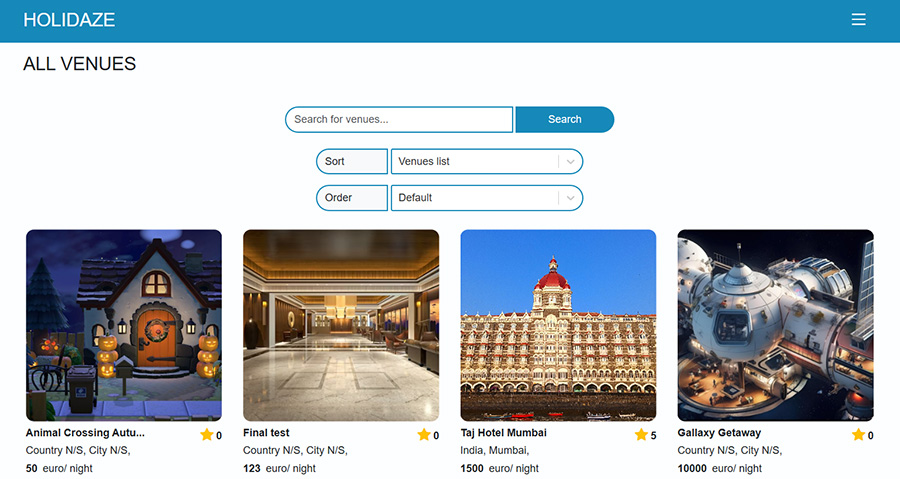 HOLIDAZE
ALL VENUES
Search for venues...
Search
Sort
Venues list
Order
Default
Animal Crossing Autu...
0
Country N/S, City N/S,
50 euro/ night
Final test
0
Country N/S, City N/S,
123 euro/ night
Taj Hotel Mumbai
5
India, Mumbai,
1500 euro/ night
Gallaxy Getaway
0
Country N/S, City N/S,
10000 euro/ night